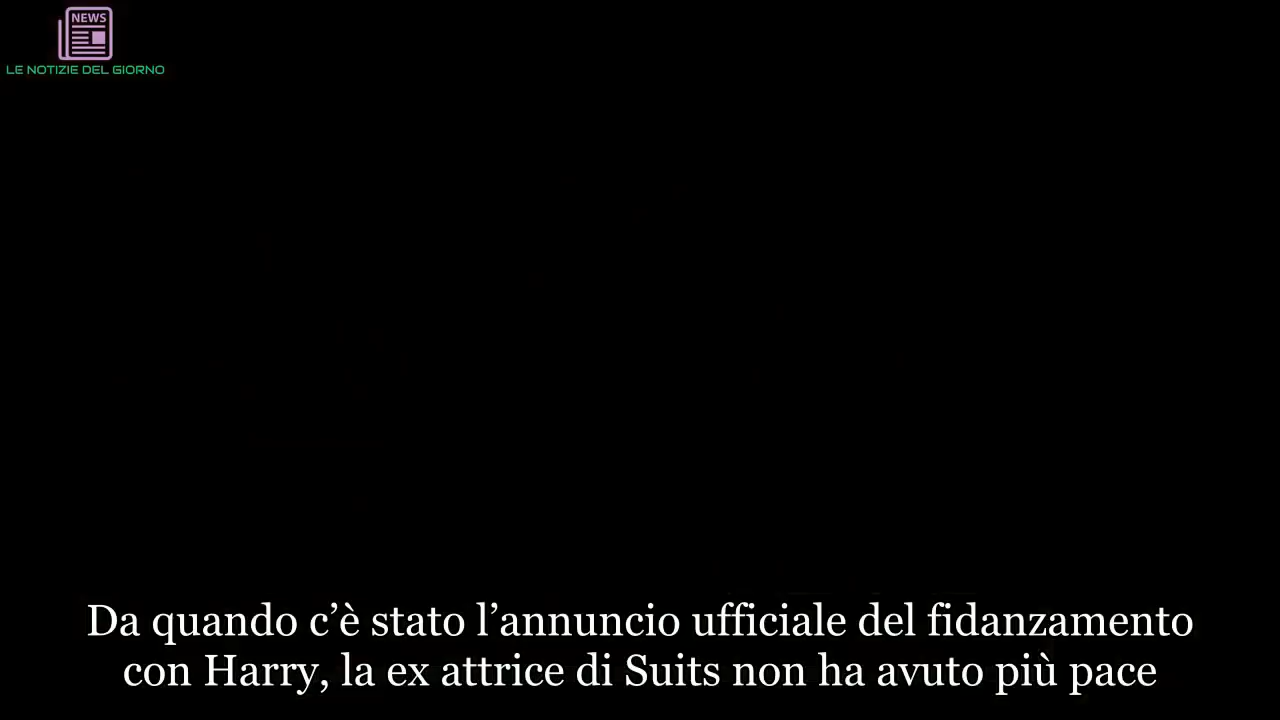 NEWS
LE NOTIZIE DEL GIORNO
Da quando c’è stato l’annuncio ufficiale del fidanzamento
con Harry, la ex attrice di Suits non ha avuto più pace